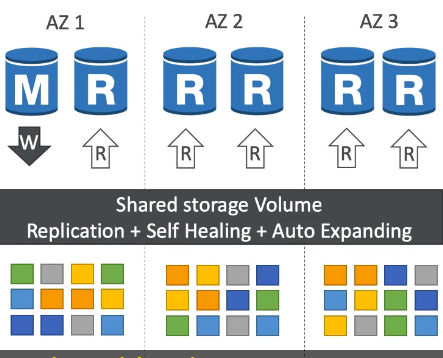 AZ 1
AZ 2
AZ 3
M R R R R R
W R R R R R
Shared storage Volume
Replication + Self Healing + Auto Expanding